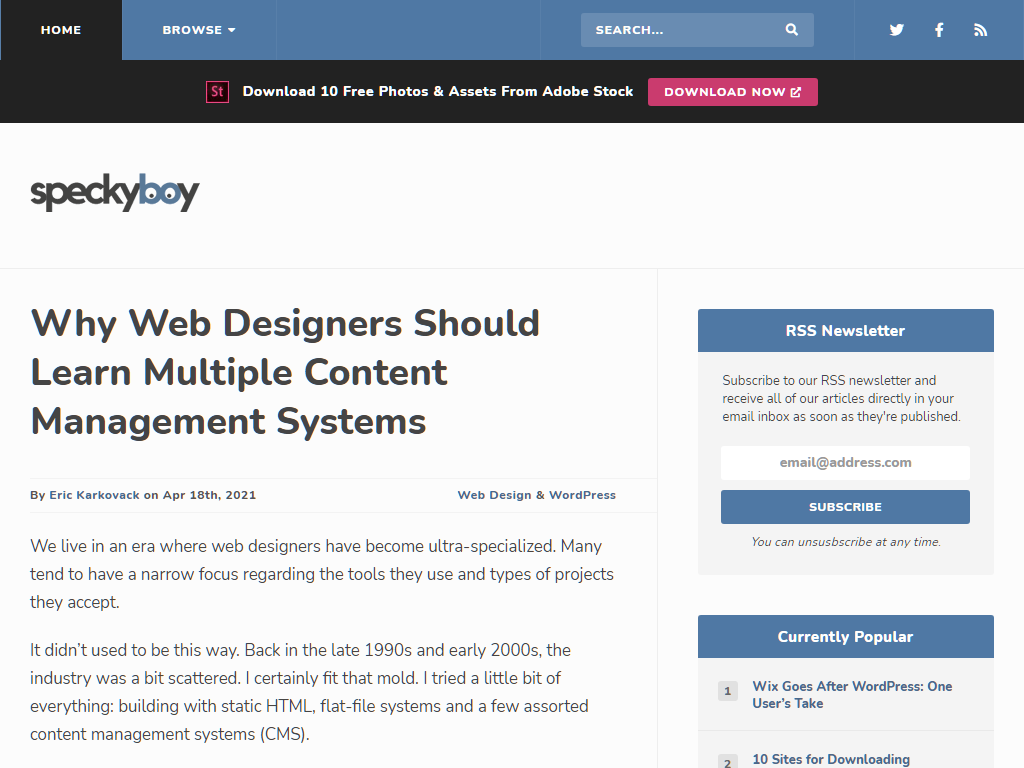 HOME
BROWSE
SEARCH...
St
Download 10 Free Photos & Assets From Adobe Stock
DOWNLOAD NOW
speckyboy
Why Web Designers Should
Learn Multiple Content
Management Systems
By Eric Karkovack on Apr 18th, 2021
Web Design & WordPress
We live in an era where web designers have become ultra-specialized. Many
tend to have a narrow focus regarding the tools they use and types of projects
they accept.
It didn’t used to be this way. Back in the late 1990s and early 2000s, the
industry was a bit scattered. I certainly fit that mold. I tried a little bit of
everything: building with static HTML, flat-file systems and a few assorted
content management systems (CMS).
RSS Newsletter
Subscribe to our RSS newsletter and
receive all of our articles directly in your
email inbox as soon as they're published.
email@address.com
SUBSCRIBE
You can unsusbscribe at any time.
Currently Popular
1
Wix Goes After WordPress: One
User’s Take
2
10 Sites for Downloading